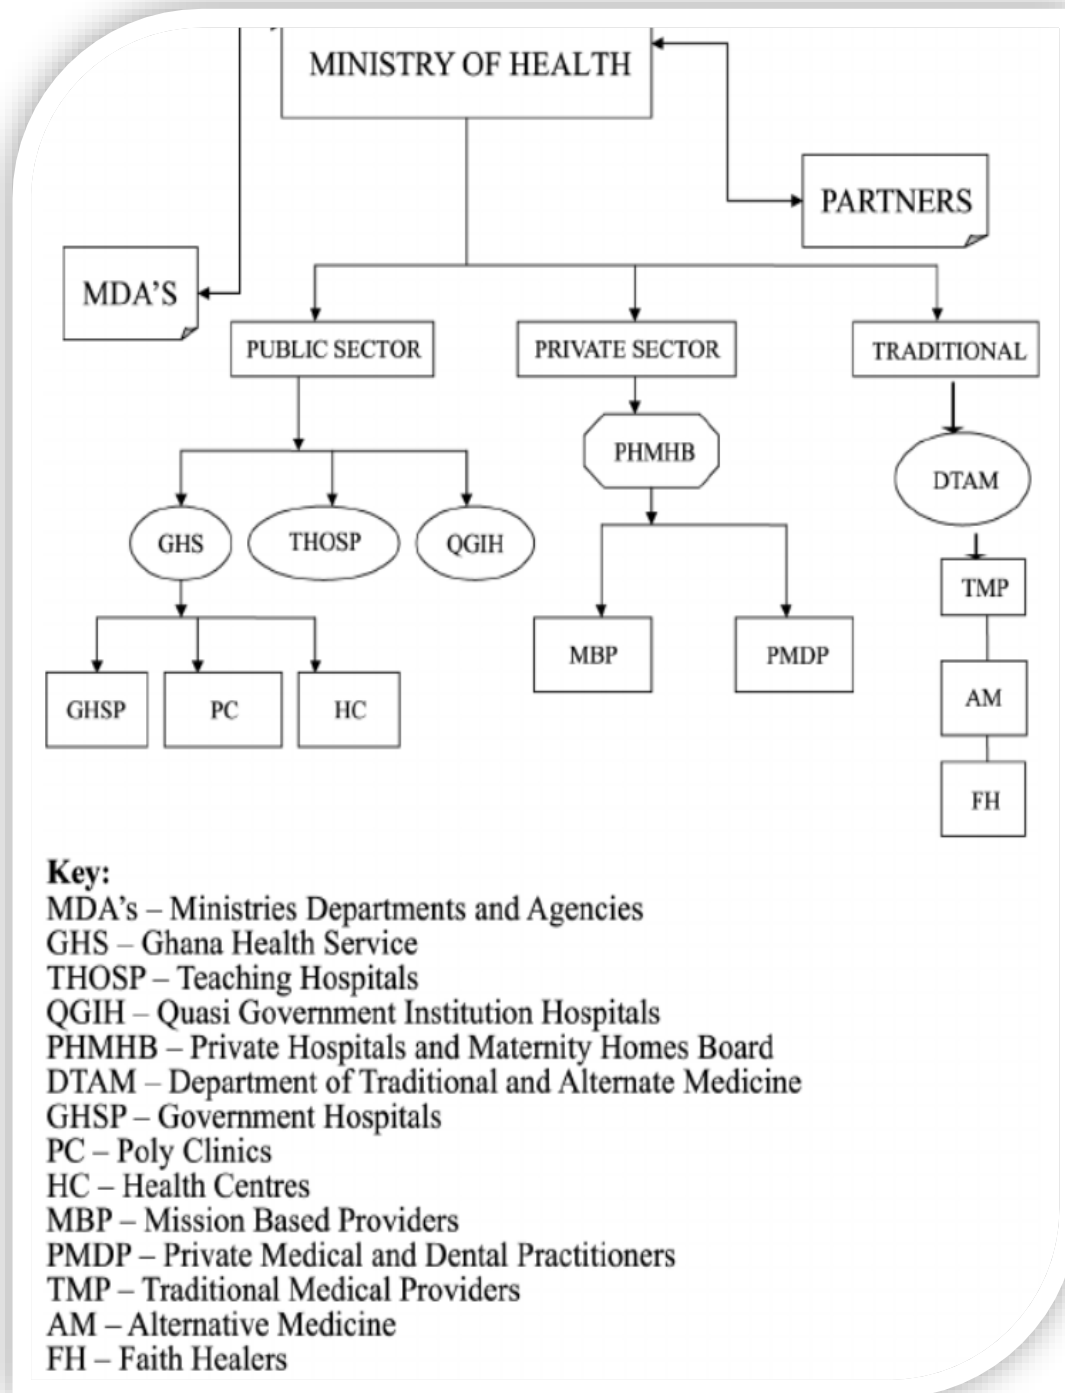 MINISTRY OF HEALTH
PARTNERS
MDA'S
PUBLIC SECTOR
PRIVATE SECTOR
TRADITIONAL
PHMHB
DTAM
GHS
THOSP
QGIH
TMP
MBP
PMDP
GHSP
PC
HC
AM
FH
Key:
MDA's – Ministries Departments and Agencies
GHS – Ghana Health Service
THOSP – Teaching Hospitals
QGIH – Quasi Government Institution Hospitals
PHMHB – Private Hospitals and Maternity Homes Board
DTAM – Department of Traditional and Alternate Medicine
GHSP – Government Hospitals
PC – Poly Clinics
HC – Health Centres
MBP – Mission Based Providers
PMDP – Private Medical and Dental Practitioners
TMP – Traditional Medical Providers
AM – Alternative Medicine
FH – Faith Healers